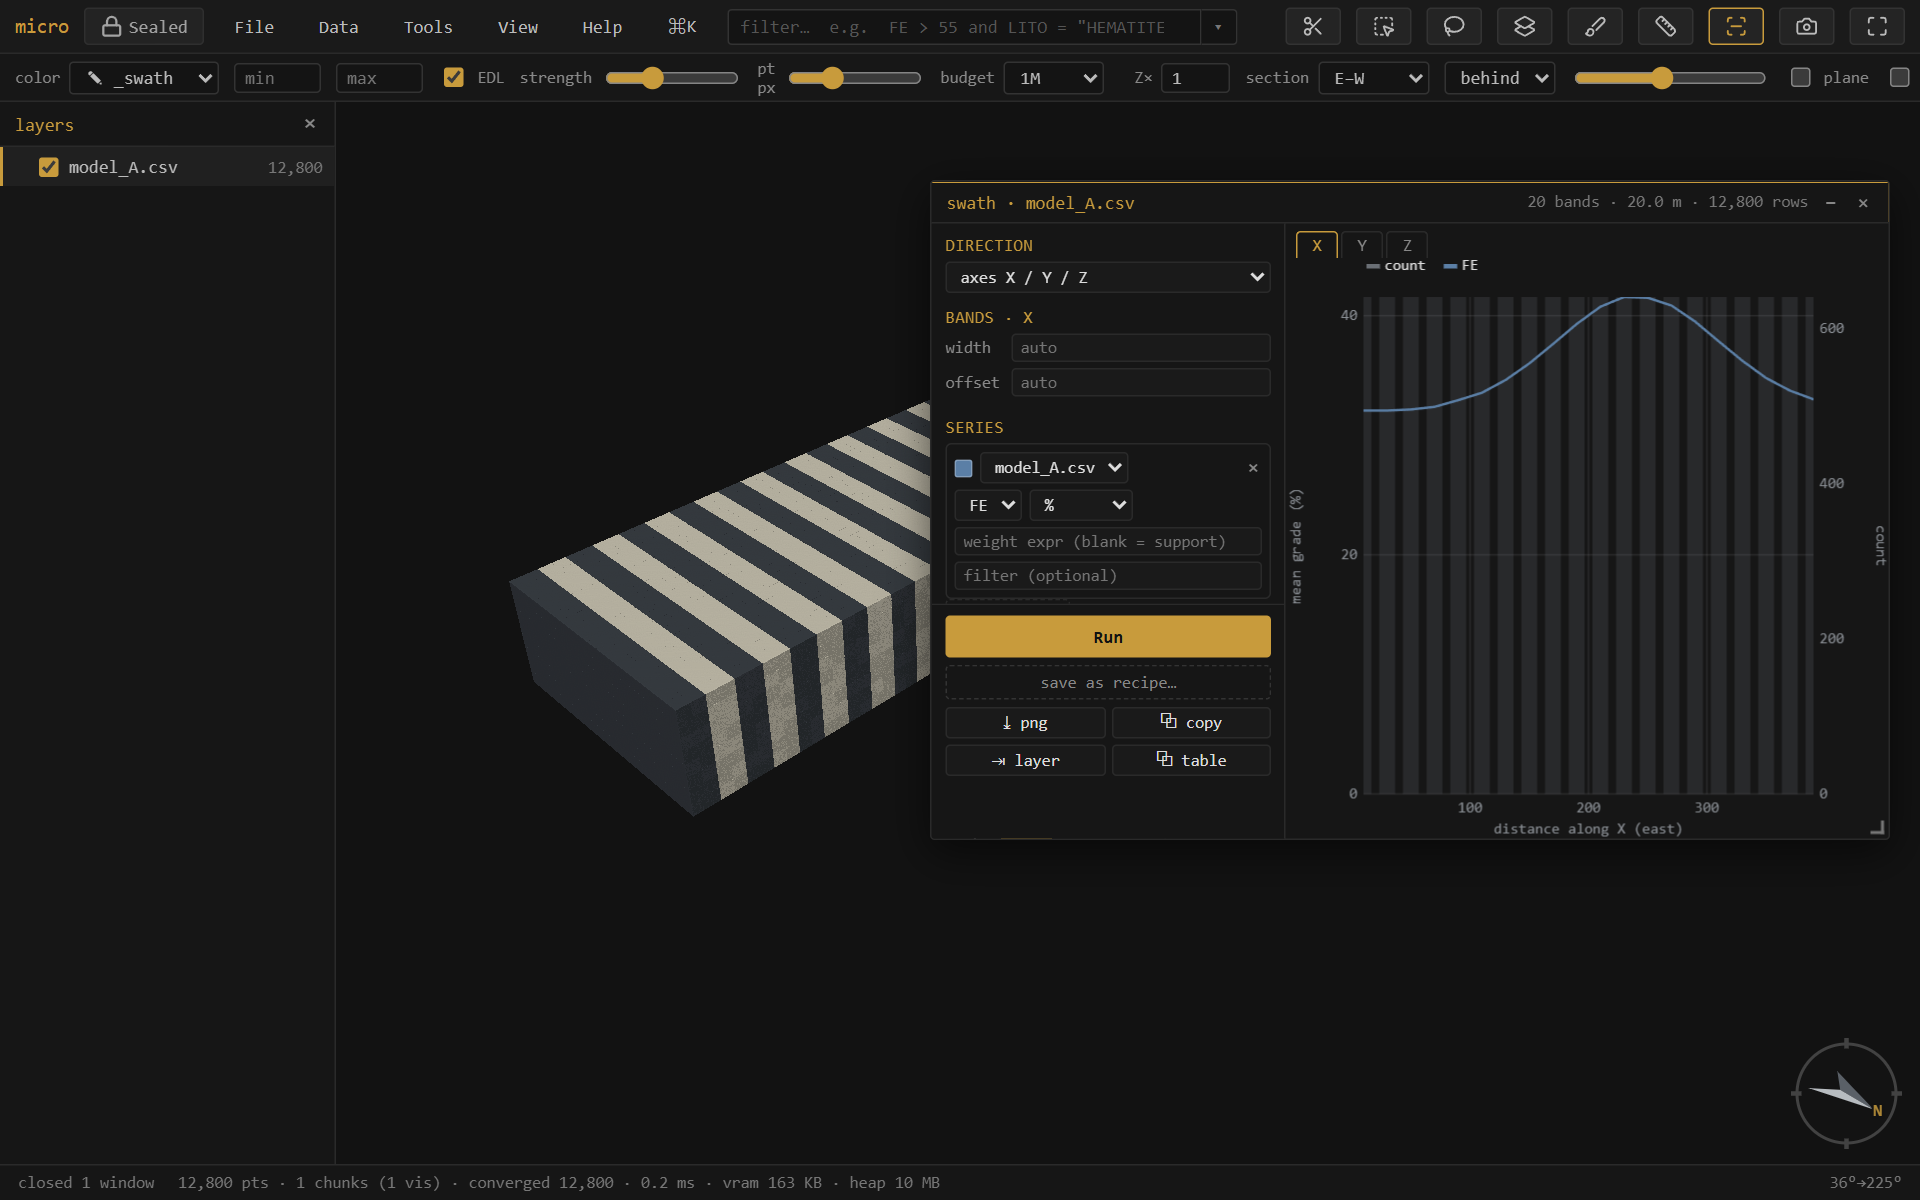 micro Sealed File Data Tools View Help ⌘K filter… e.g. FE > 55 and LITO = "HEMATITE
color _swath min max EDL strength pt px budget 1M Z× 1 section E–W behind plane
layers ×
model_A.csv 12,800
swath · model_A.csv 20 bands · 20.0 m · 12,800 rows − ×
DIRECTION
axes X / Y / Z
BANDS · X
width auto
offset auto
SERIES
model_A.csv ×
FE %
weight expr (blank = support)
filter (optional)
Run
save as recipe…
↓ png copy
⇥ layer table
X Y Z
count FE
40
20
0
mean grade (%)
600
400
200
0
count
100 200 300
distance along X (east)
N
closed 1 window 12,800 pts · 1 chunks (1 vis) · converged 12,800 · 0.2 ms · vram 163 KB · heap 10 MB 36°→225°